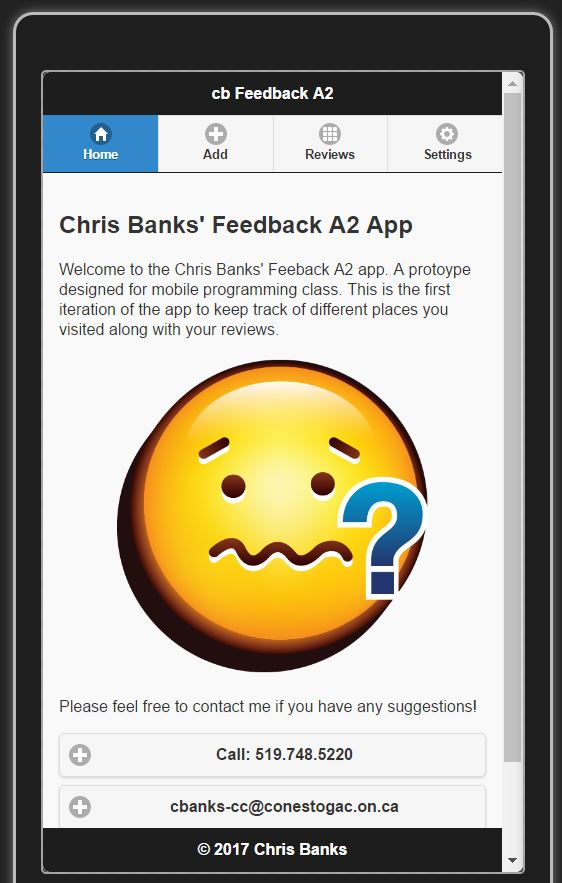 cb Feedback A2
Home
Add
Reviews
Settings
Chris Banks' Feedback A2 App
Welcome to the Chris Banks' Feeback A2 app. A protoype
designed for mobile programming class. This is the first
iteration of the app to keep track of different places you
visited along with your reviews.
?
Please feel free to contact me if you have any suggestions!
Call: 519.748.5220
cbanks-cc@conestogac.on.ca
© 2017 Chris Banks